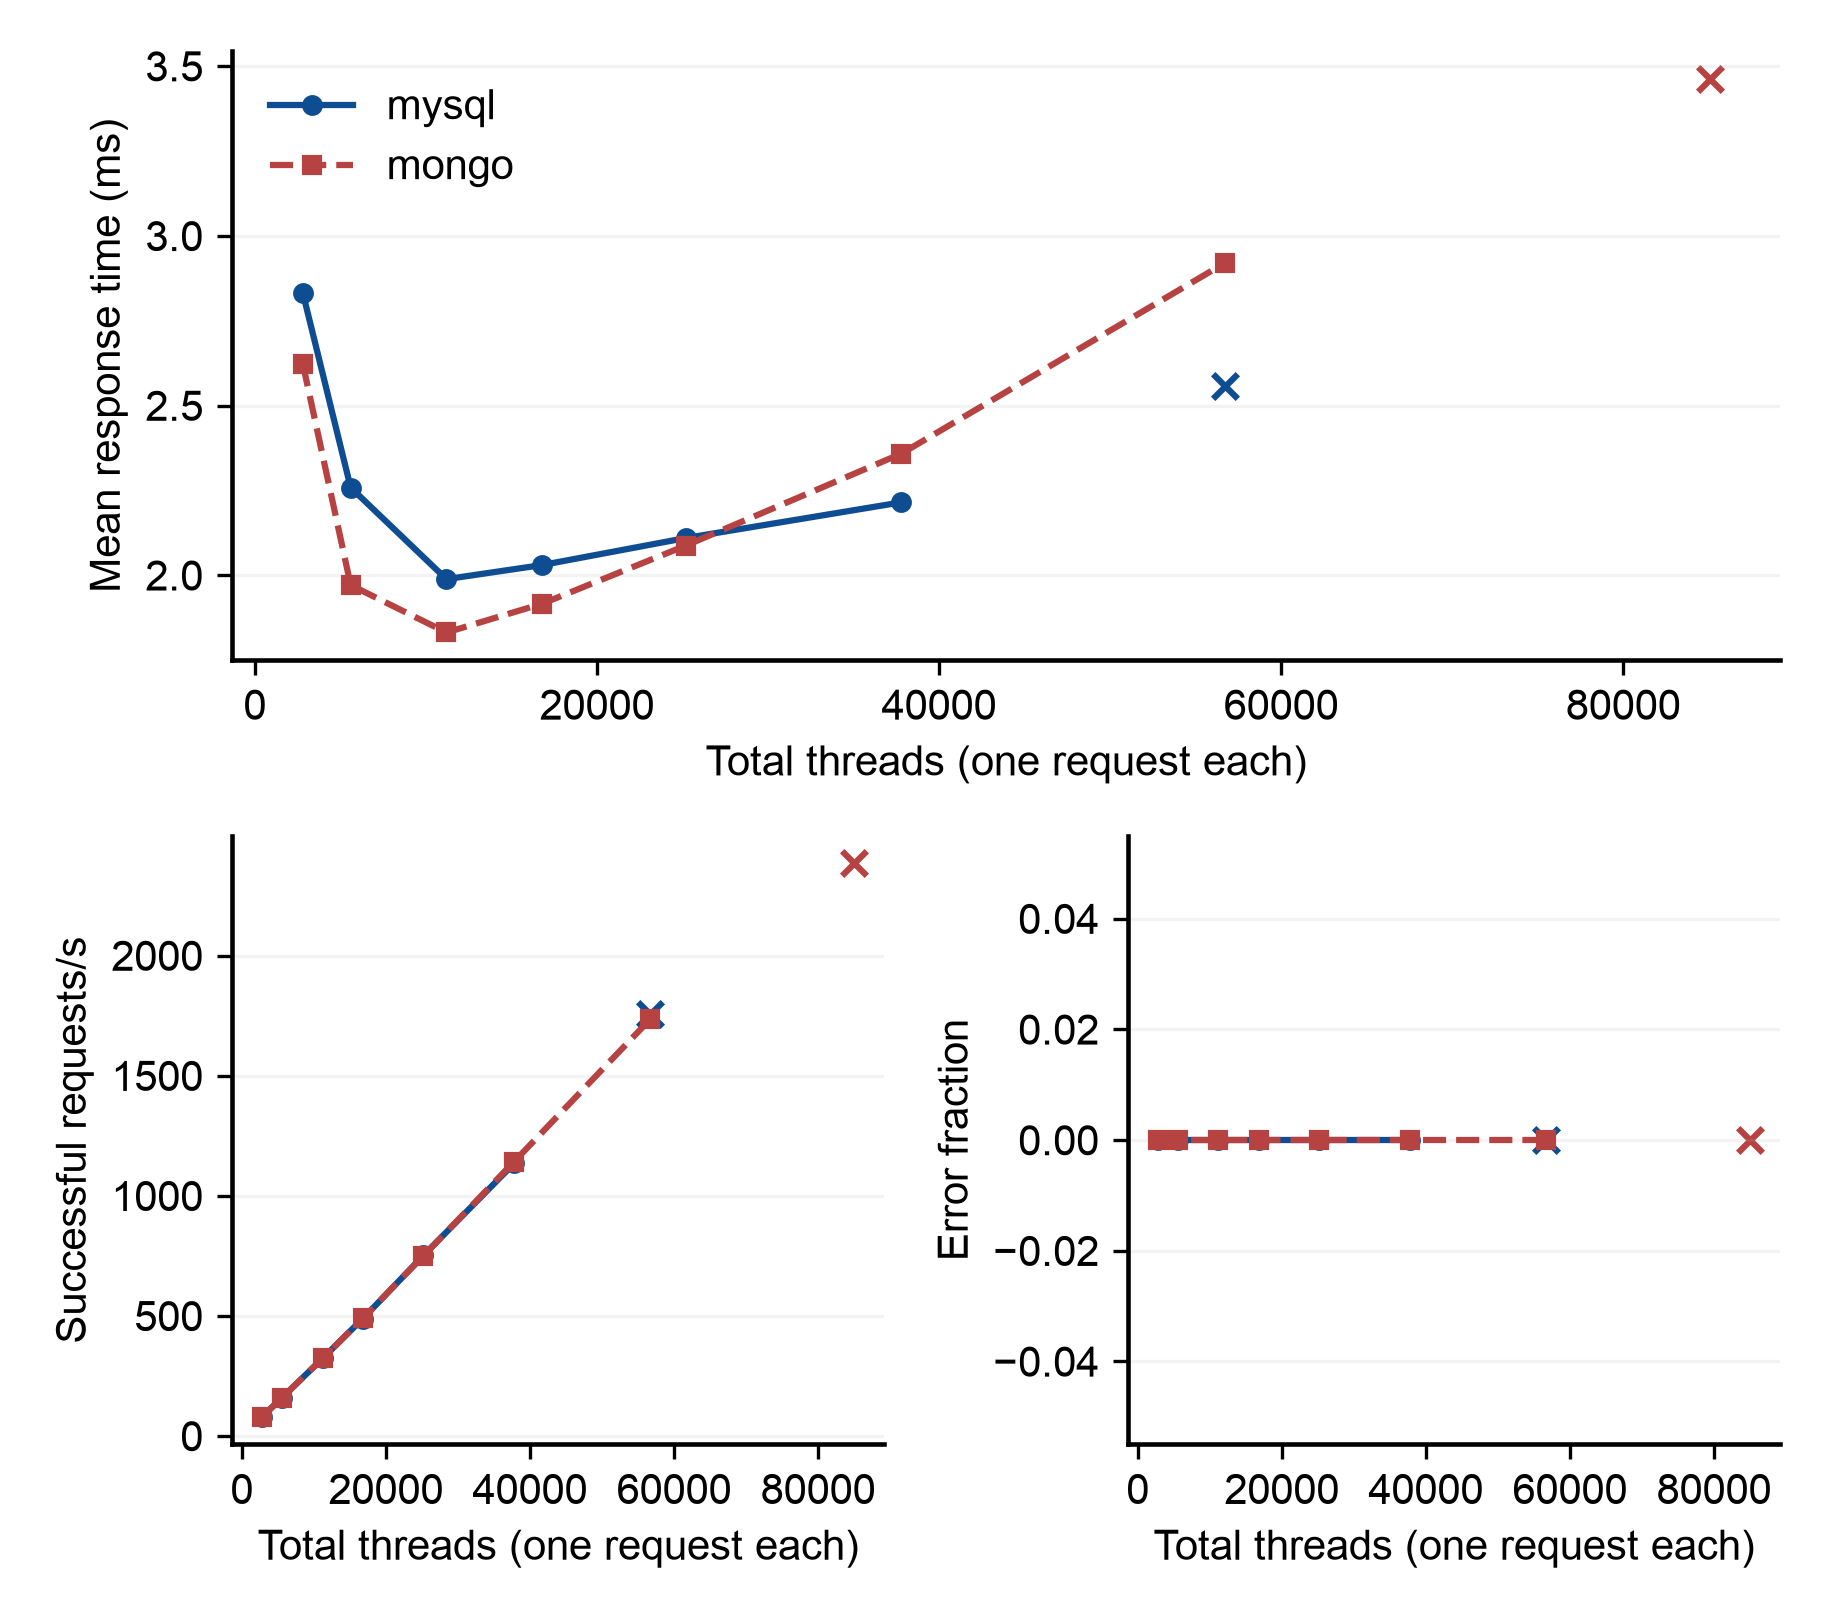 3.5
3.0
2.5
2.0
Mean response time (ms)
mysql
mongo
0 20000 40000 60000 80000
Total threads (one request each)
2000
1500
1000
500
0
Successful requests/s
0 20000 40000 60000 80000
Total threads (one request each)
0.04
0.02
0.00
−0.02
−0.04
Error fraction
0 20000 40000 60000 80000
Total threads (one request each)